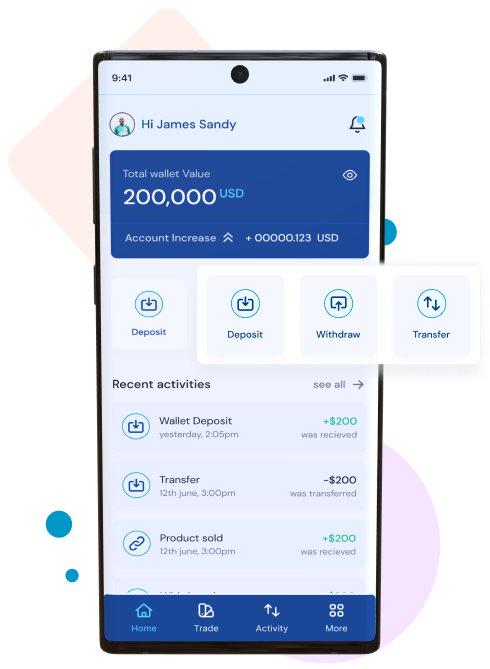 9:41
Hi James Sandy
Total wallet Value
200,000 USD
Account Increase + 00000.123 USD
Deposit
Deposit Withdraw Transfer
Recent activities see all
Wallet Deposit +$200
yesterday, 2:05pm was recieved
Transfer -$200
12th june, 3:00pm was transferred
Product sold +$200
12th june, 3:00pm was recieved
Home Trade Activity More